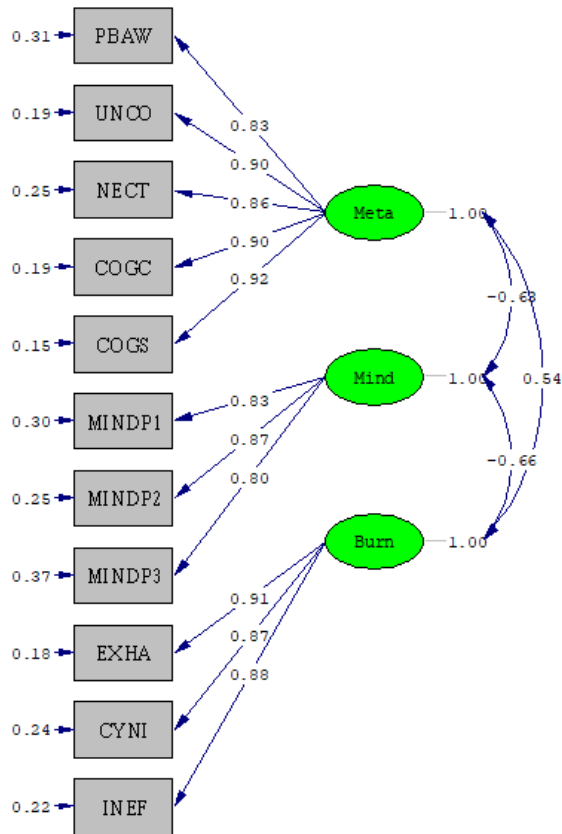 0.31 PBAW
0.83
0.19 UNCO
0.90
0.25 NECT
0.86
Meta 1.00
0.19 COGC
0.90
0.92
-0.63
0.15 COGS
Mind 1.00
0.54
0.30 MINDP1
0.83
0.87
0.80
-0.66
0.25 MINDP2
Burn 1.00
0.37 MINDP3
0.91
0.18 EXHA
0.87
0.88
0.24 CYNI
0.22 INEF